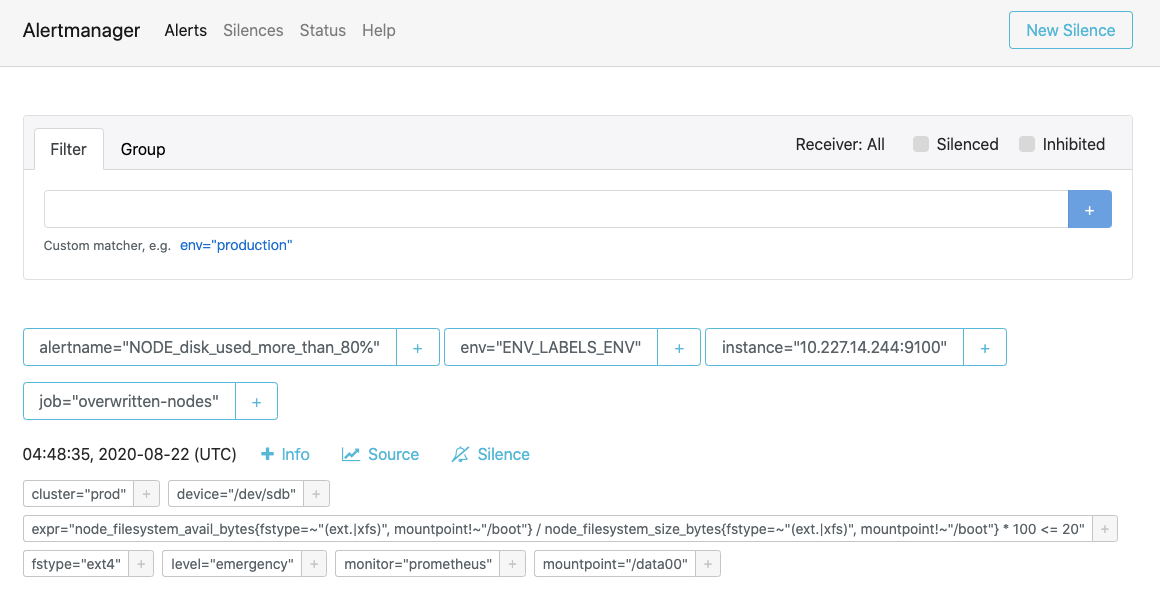 Alertmanager Alerts Silences Status Help New Silence
Filter Group Receiver: All Silenced Inhibited
+
Custom matcher, e.g. env="production"
alertname="NODE_disk_used_more_than_80%" + env="ENV_LABELS_ENV" + instance="10.227.14.244:9100" +
job="overwritten-nodes" +
04:48:35, 2020-08-22 (UTC) + Info Source Silence
cluster="prod" + device="/dev/sdb" +
expr="node_filesystem_avail_bytes{fstype=~"(ext.|xfs)", mountpoint!~"/boot"} / node_filesystem_size_bytes{fstype=~"(ext.|xfs)", mountpoint!~"/boot"} * 100 <= 20" +
fstype="ext4" + level="emergency" + monitor="prometheus" + mountpoint="/data00" +